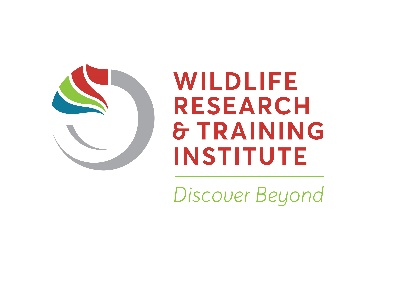 WILDLIFE
RESEARCH
& TRAINING
INSTITUTE
Discover Beyond